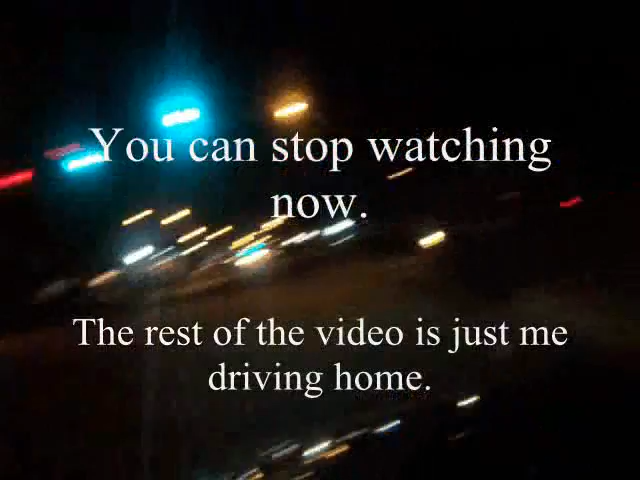 You can stop watching
now.
The rest of the video is just me
driving home.